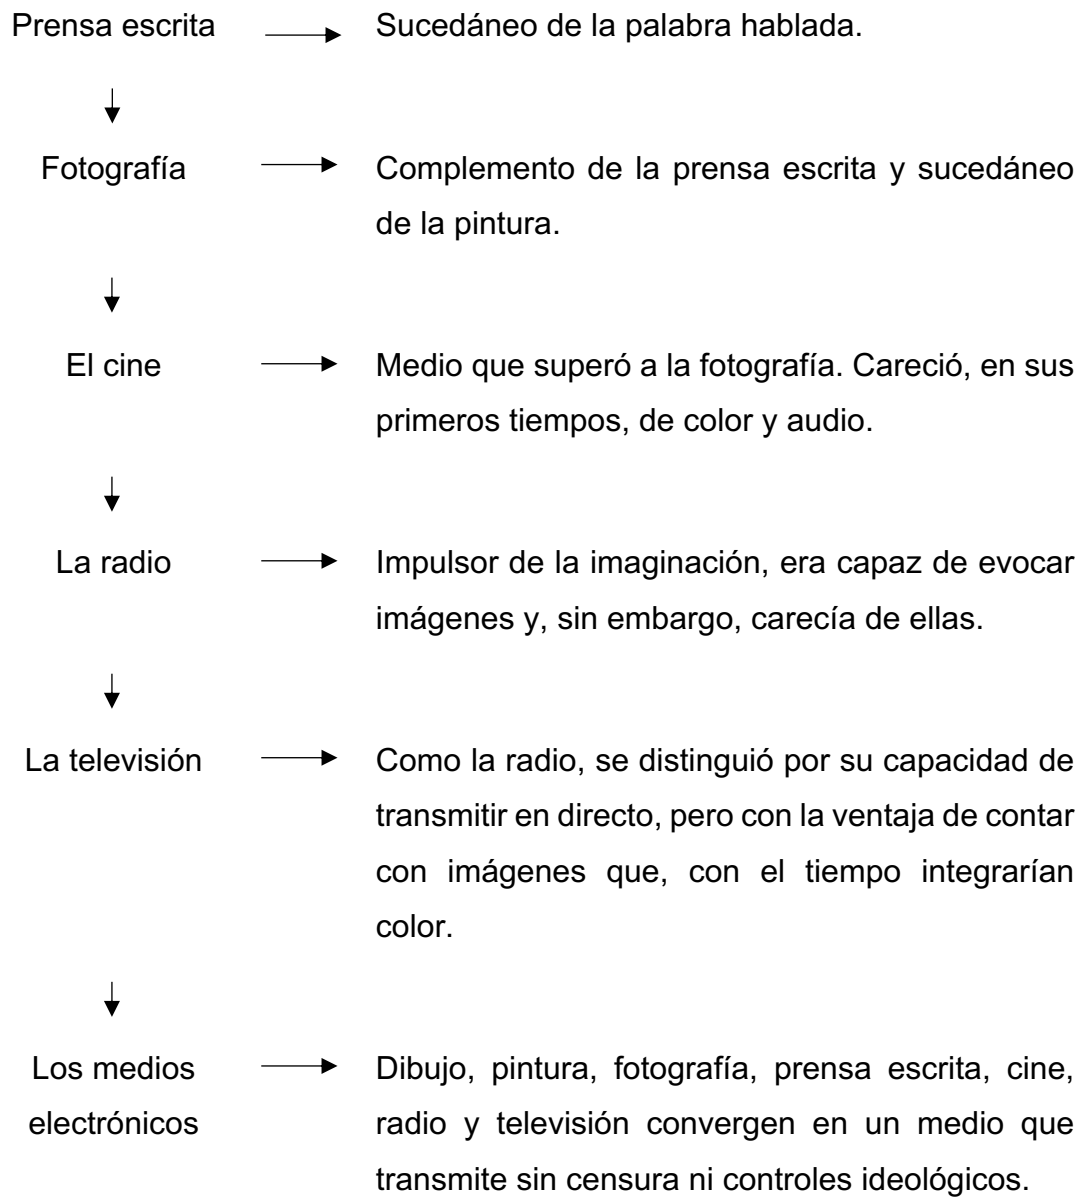 Prensa escrita
Sucedáneo de la palabra hablada.
Fotografía
Complemento de la prensa escrita y sucedáneo
de la pintura.
El cine
Medio que superó a la fotografía. Careció, en sus
primeros tiempos, de color y audio.
La radio
Impulsor de la imaginación, era capaz de evocar
imágenes y, sin embargo, carecía de ellas.
La televisión
Como la radio, se distinguió por su capacidad de
transmitir en directo, pero con la ventaja de contar
con imágenes que, con el tiempo integrarían
color.
Los medios
electrónicos
Dibujo, pintura, fotografía, prensa escrita, cine,
radio y televisión convergen en un medio que
transmite sin censura ni controles ideológicos.